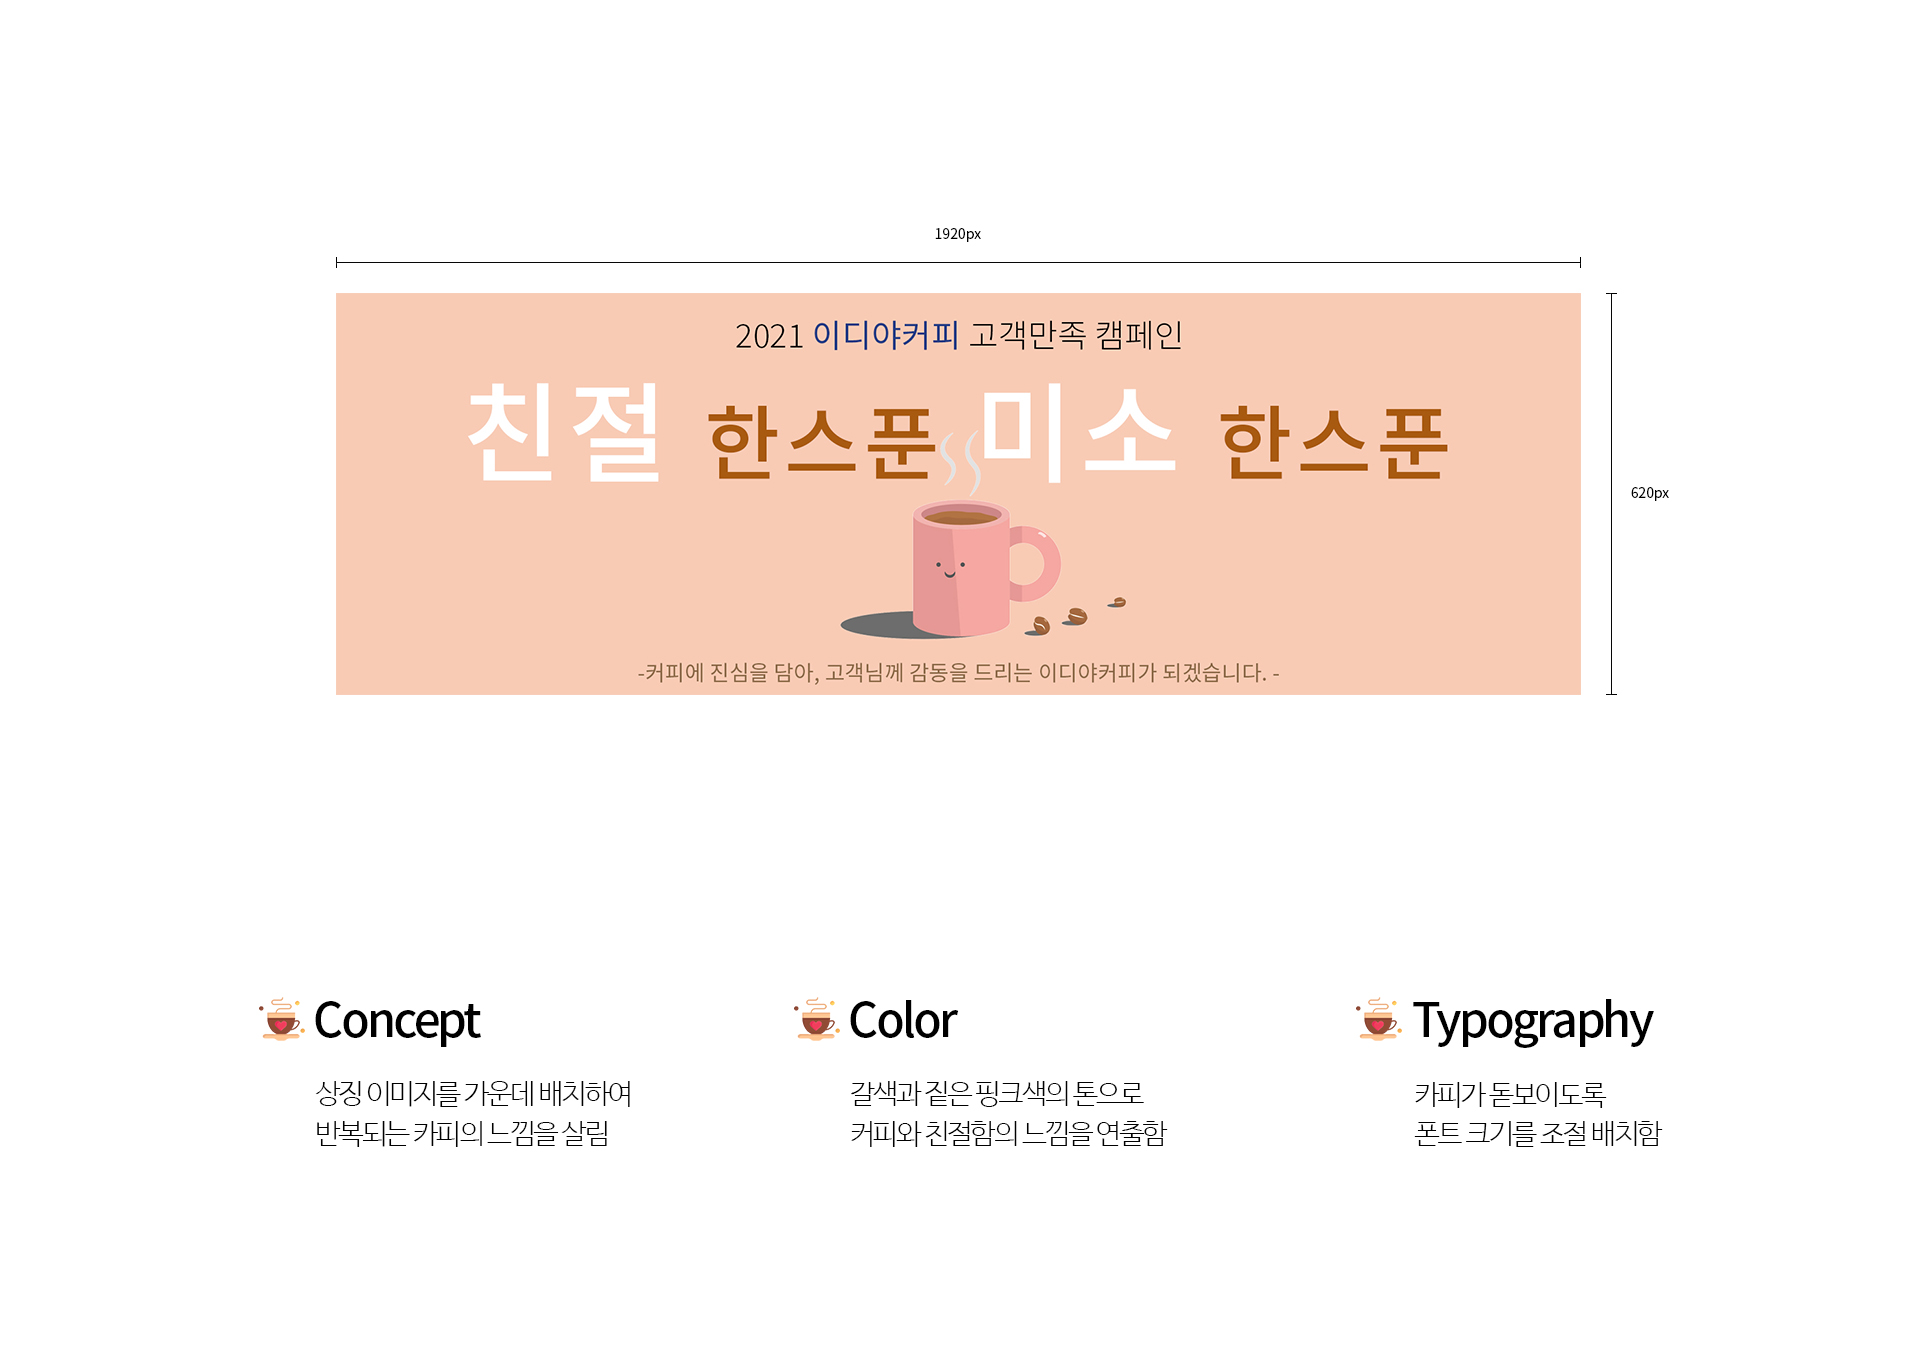 1920px
2021 이디야커피 고객만족 캠페인
친절 한스푼 미소 한스푼
620px
-커피에 진심을 담아, 고객님께 감동을 드리는 이디야커피가 되겠습니다. -
Concept
상징 이미지를 가운데 배치하여
반복되는 카피의 느낌을 살림
Color
갈색과 짙은 핑크색의 톤으로
커피와 친절함의 느낌을 연출함
Typography
카피가 돋보이도록
폰트 크기를 조절 배치함